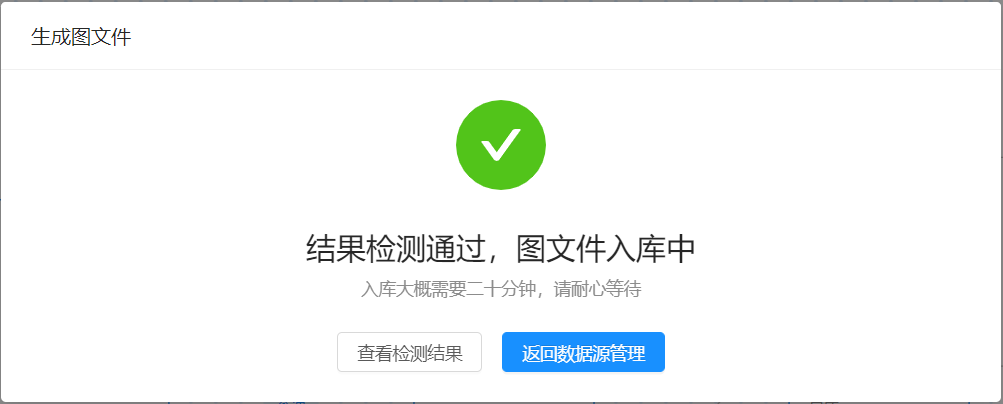 生成图文件
结果检测通过，图文件入库中
入库大概需要二十分钟，请耐心等待
查看检测结果
返回数据源管理